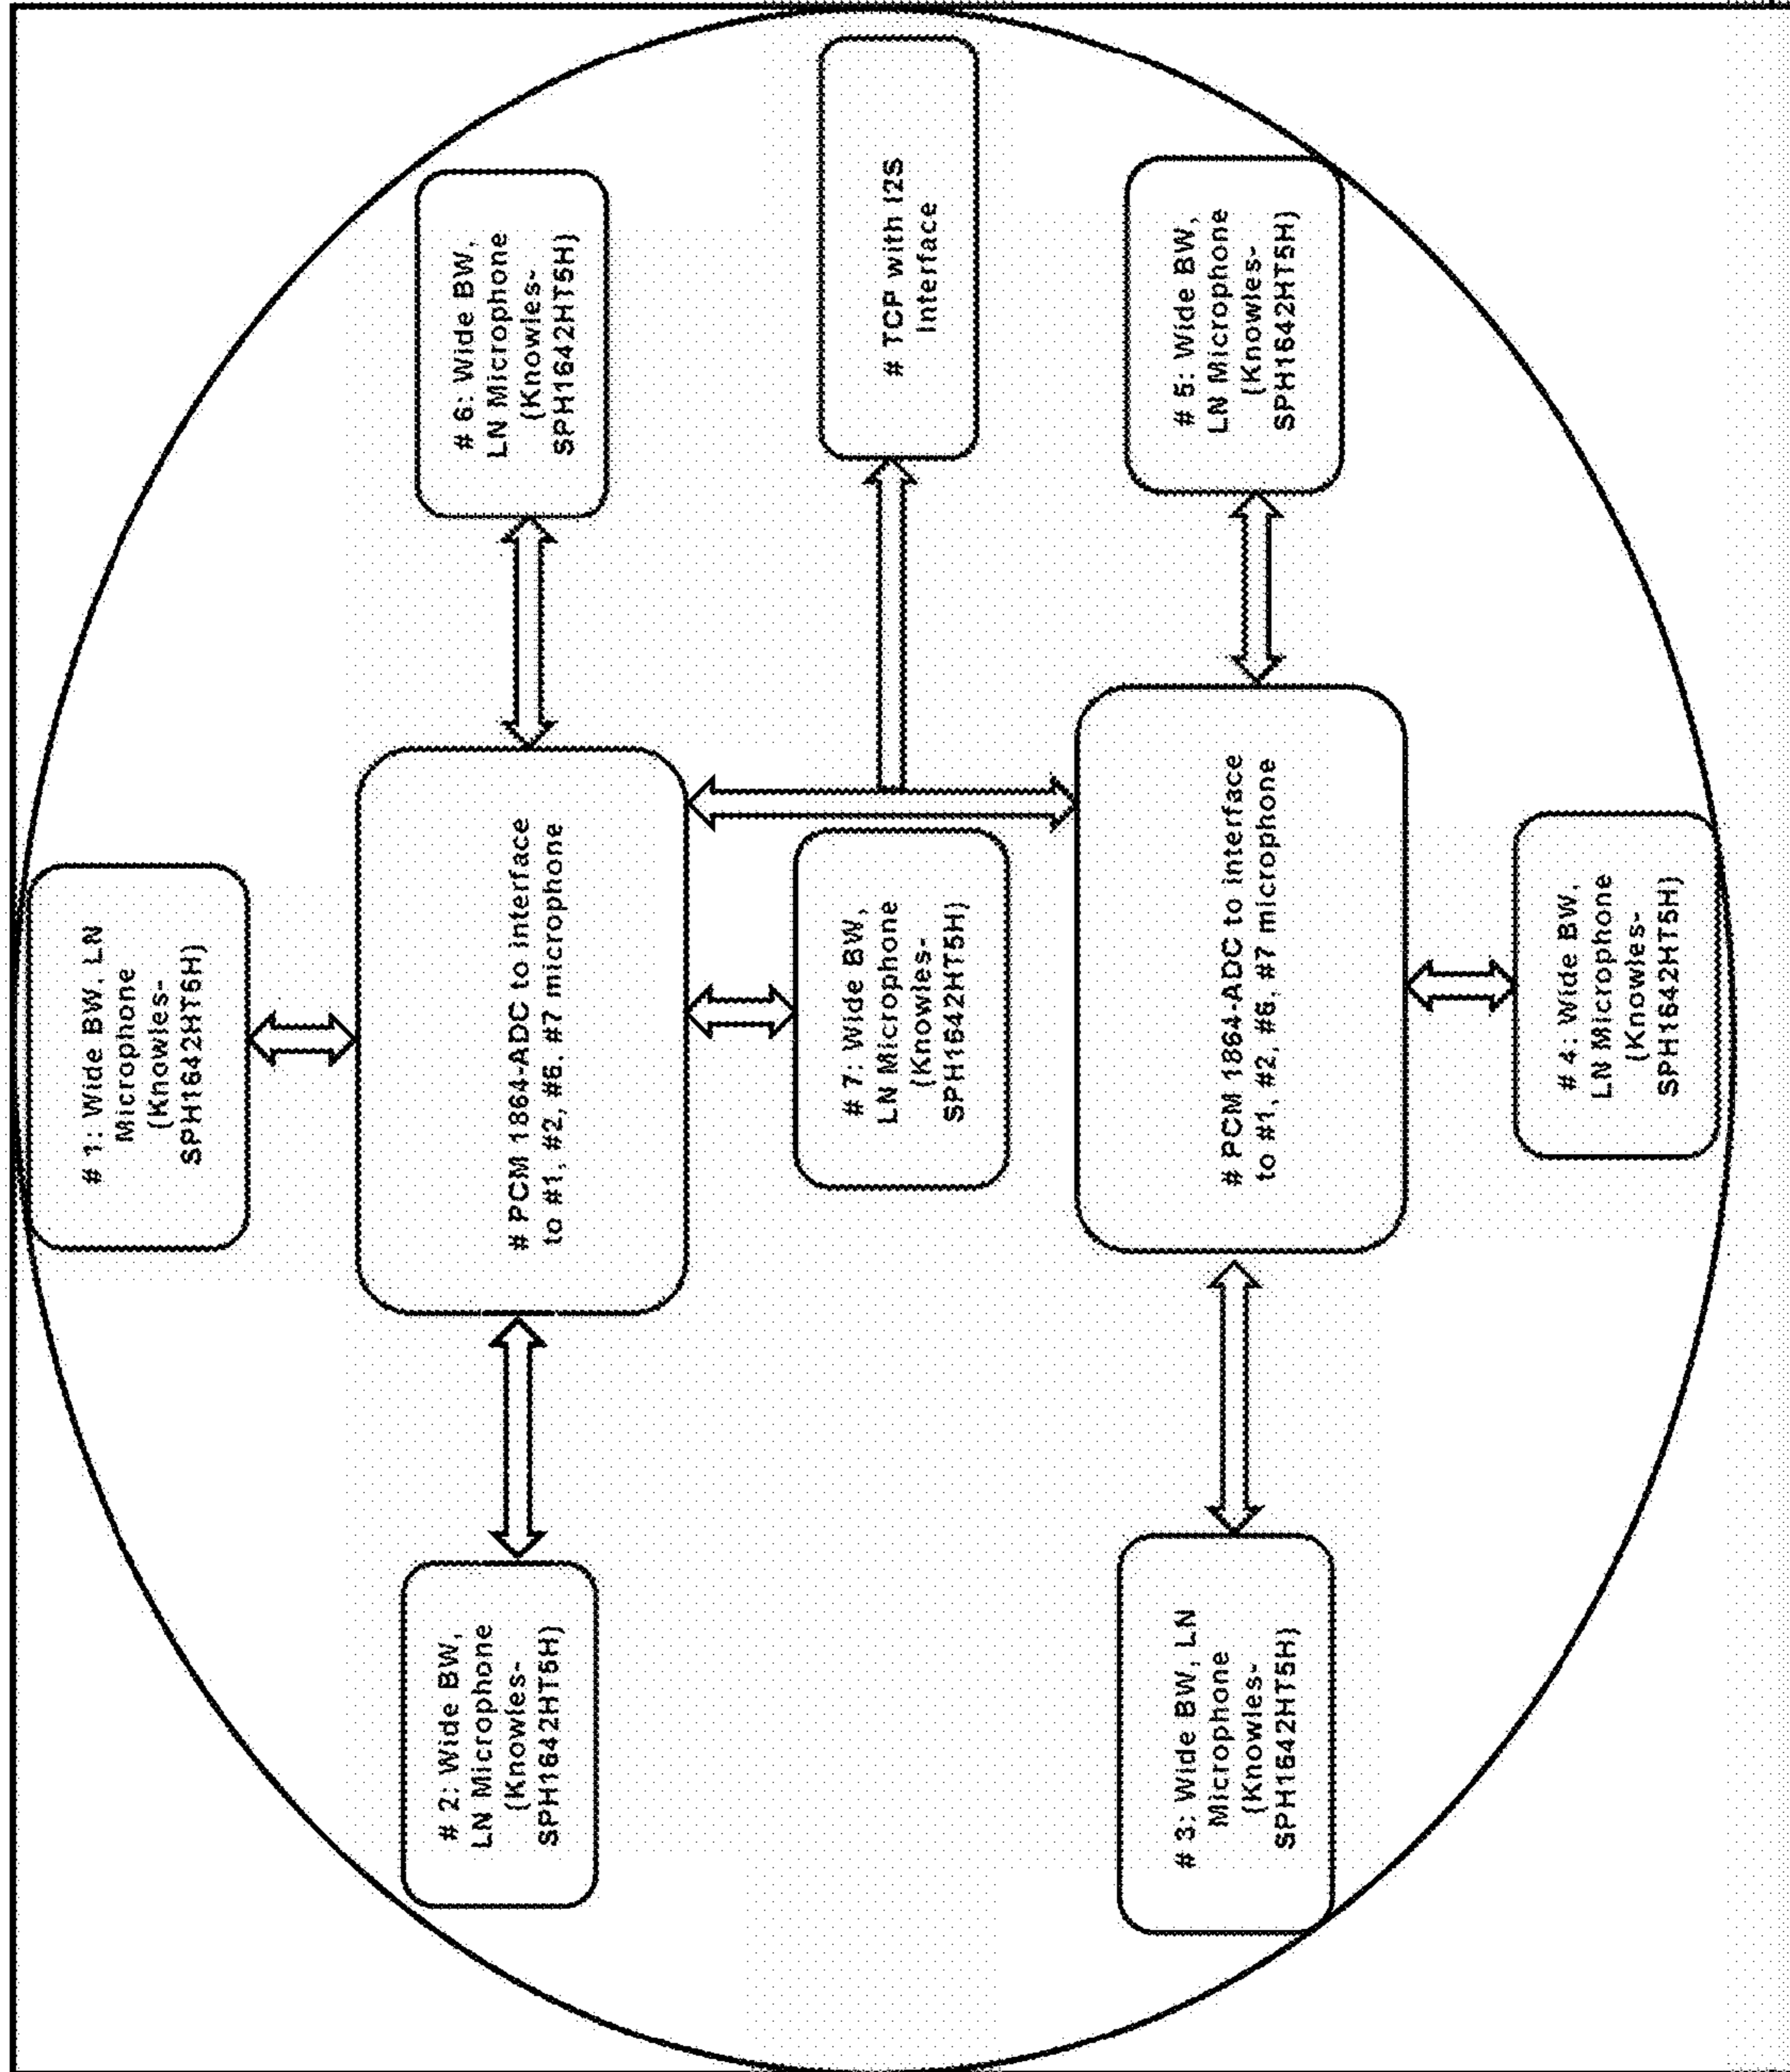 # 1: Wide BW, LN
Microphone
(Knowles-
SPH1642HT5H)
# 2: Wide BW,
LN Microphone
(Knowles-
SPH1642HT5H)
# PCM 1864-ADC to interface
to #1, #2, #6, #7 microphone
# 6: Wide BW,
LN Microphone
(Knowles-
SPH1642HT5H)
# 7: Wide BW,
LN Microphone
(Knowles-
SPH1642HT5H)
# TCP with I2S
Interface
# 3: Wide BW, LN
Microphone
(Knowles-
SPH1642HT5H)
# PCM 1864-ADC to interface
to #1, #2, #6, #7 microphone
# 5: Wide BW,
LN Microphone
(Knowles-
SPH1642HT5H)
# 4: Wide BW,
LN Microphone
(Knowles-
SPH1642HT5H)